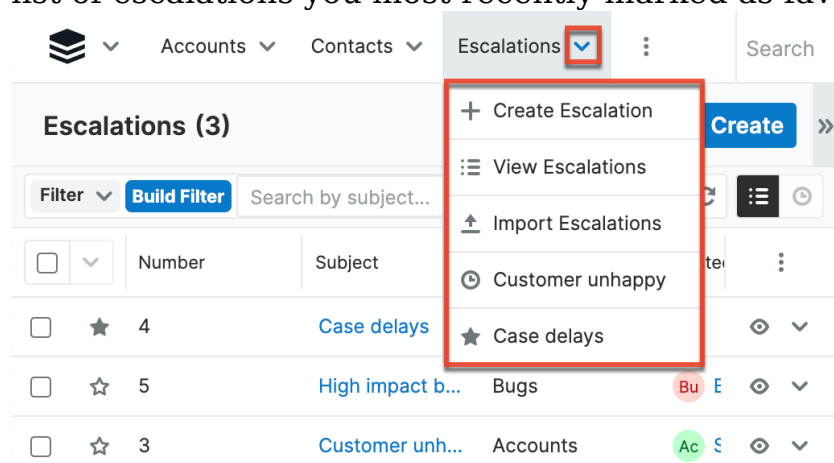 list of escalations you most recently marked as fav
Accounts Contacts Escalations Search
Escalations (3) Create
Filter Build Filter Search by subject...
Number Subject
Create Escalation
View Escalations
Import Escalations
Customer unhappy
Case delays
4 Case delays
5 High impact b... Bugs Bu
3 Customer unh... Accounts Ac S